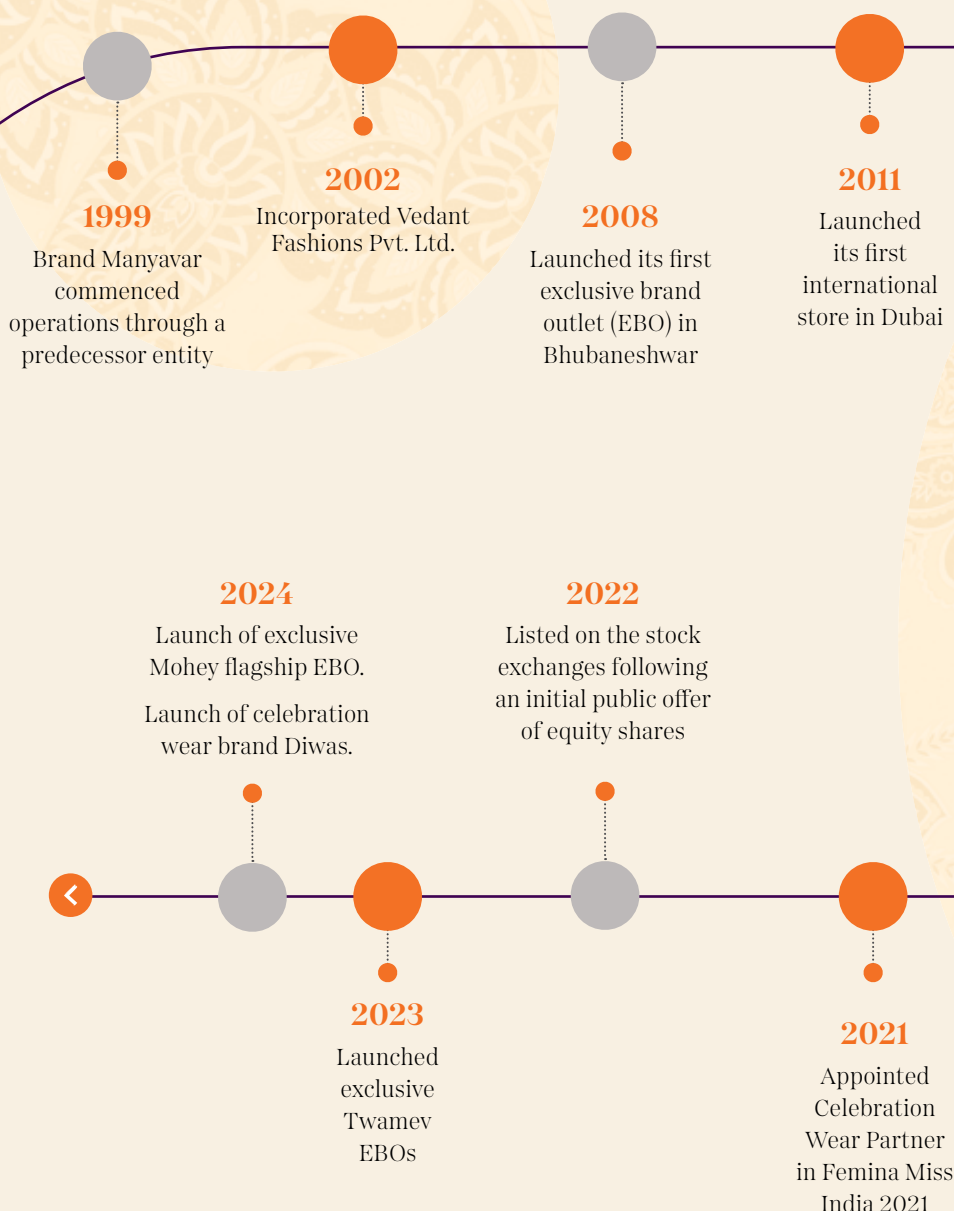 1999
Brand Manyavar
commenced
operations through a
predecessor entity
2002
Incorporated Vedant
Fashions Pvt. Ltd.
2008
Launched its first
exclusive brand
outlet (EBO) in
Bhubaneshwar
2011
Launched
its first
international
store in Dubai
2024
Launch of exclusive
Mohey flagship EBO.
Launch of celebration
wear brand Diwas.
2022
Listed on the stock
exchanges following
an initial public offer
of equity shares
2023
Launched
exclusive
Twamev
EBOs
2021
Appointed
Celebration
Wear Partner
in Femina Miss
India 2021